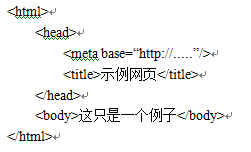 <html>
<head>
<meta base=“http://.....”/>
<title>示例网页</title>
</head>
<body>这只是一个例子</body>
</html>